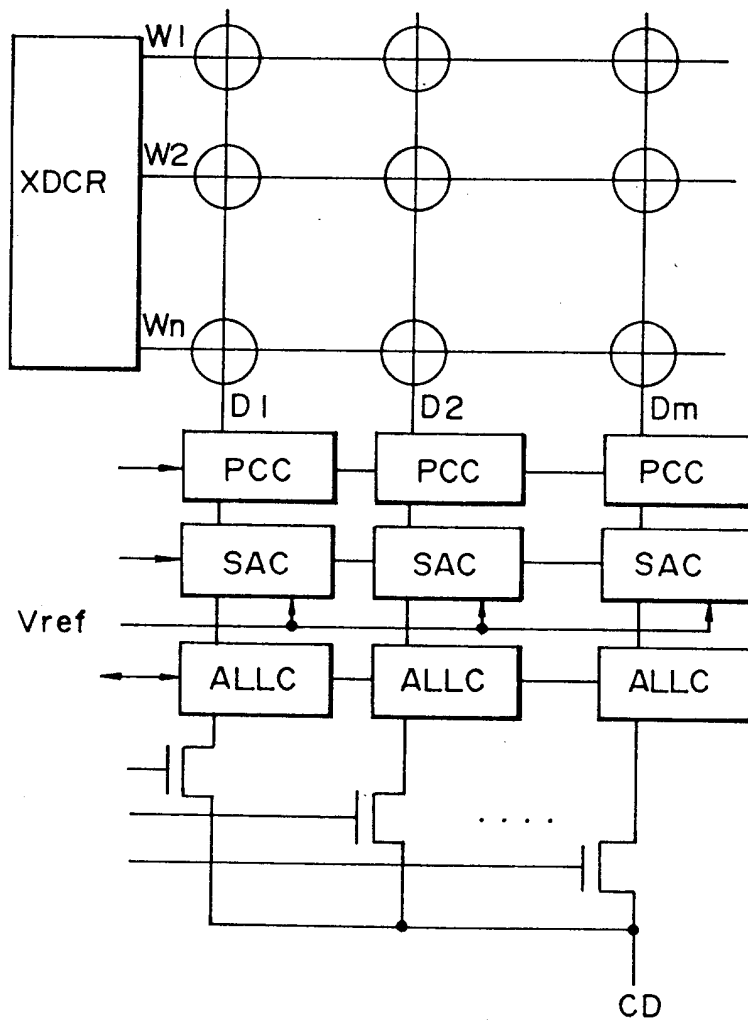 W1
W2
XDCR
Wn
D1 D2 Dm
PCC PCC PCC
SAC SAC SAC
Vref
ALLC ALLC ALLC
. . . .
CD